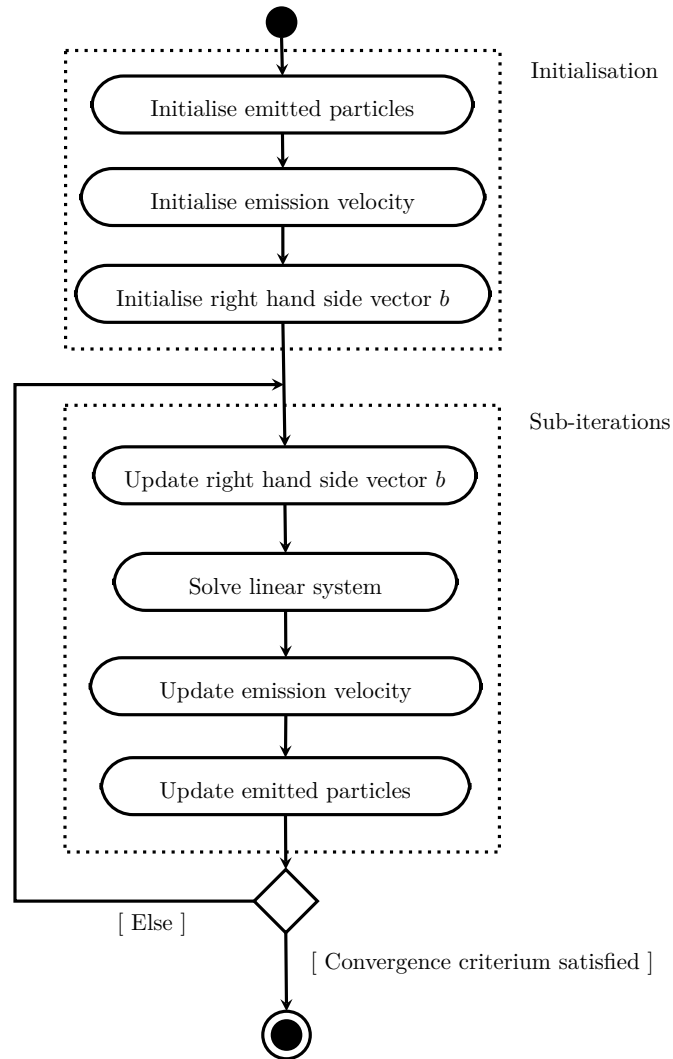 Initialisation
Initialise emitted particles
Initialise emission velocity
Initialise right hand side vector b
Sub-iterations
Update right hand side vector b
Solve linear system
Update emission velocity
Update emitted particles
[ Else ]
[ Convergence criterium satisfied ]